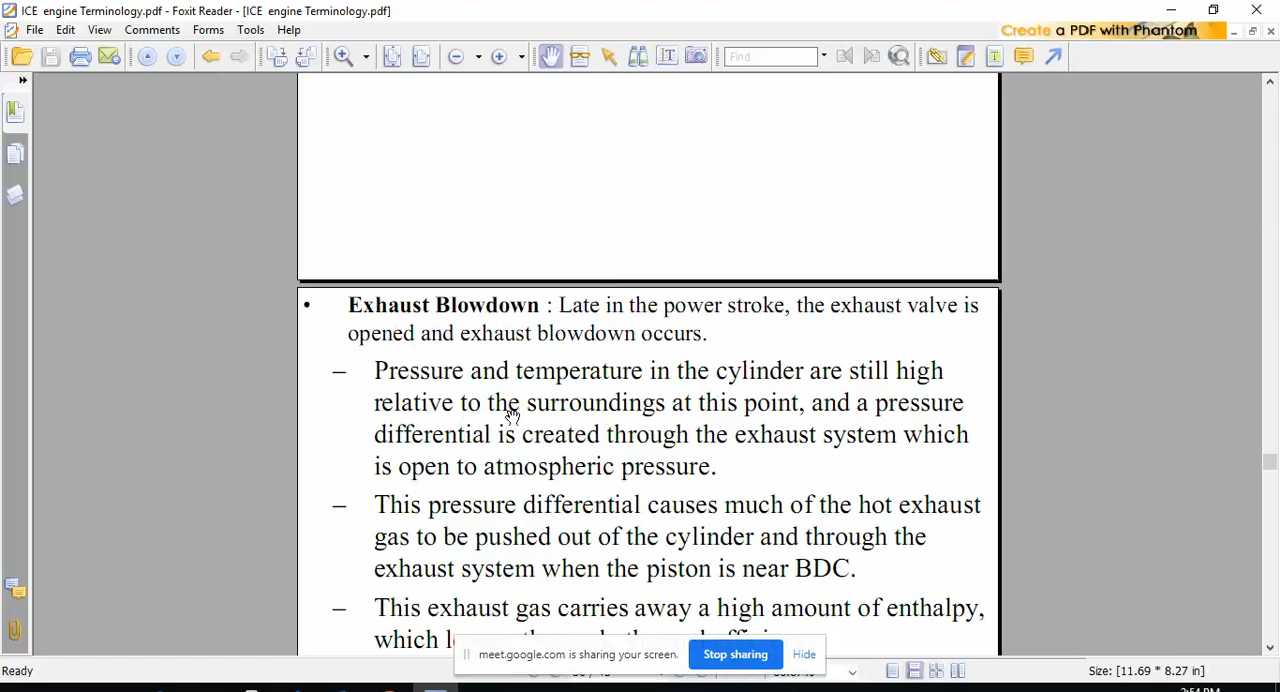 ICE engine Terminology.pdf - Foxit Reader - [ICE engine Terminology.pdf]
File Edit View Comments Forms Tools Help
Create a PDF with Phantom
Find
• Exhaust Blowdown : Late in the power stroke, the exhaust valve is
opened and exhaust blowdown occurs.
– Pressure and temperature in the cylinder are still high
relative to the surroundings at this point, and a pressure
differential is created through the exhaust system which
is open to atmospheric pressure.
– This pressure differential causes much of the hot exhaust
gas to be pushed out of the cylinder and through the
exhaust system when the piston is near BDC.
– This exhaust gas carries away a high amount of enthalpy,
which
meet.google.com is sharing your screen. Stop sharing Hide
Ready Size: [11.69 * 8.27 in]